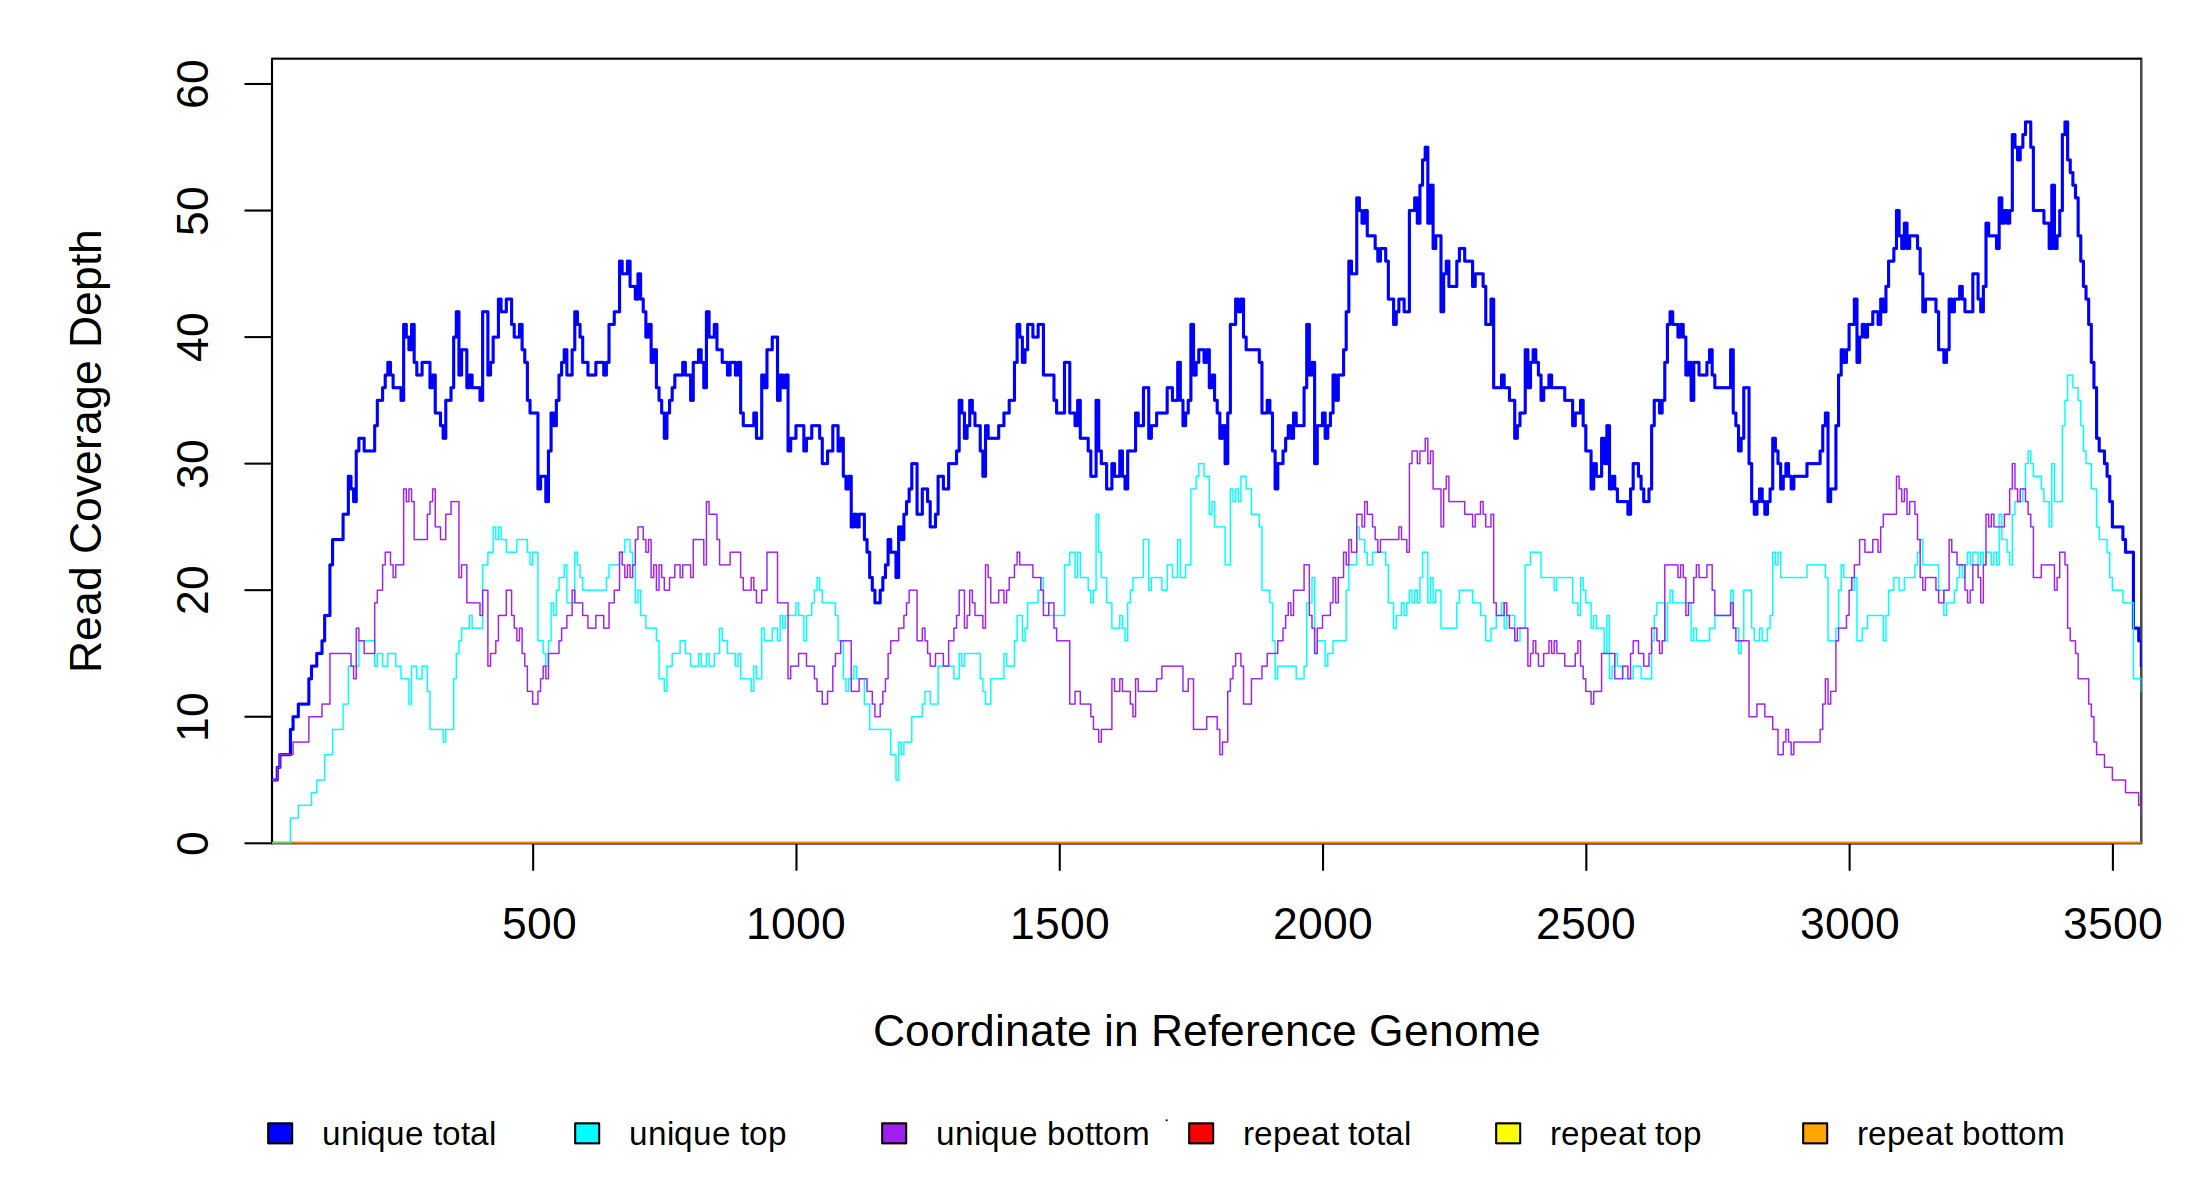 60
50
40
30
20
10
0
Read Coverage Depth
500 1000 1500 2000 2500 3000 3500
Coordinate in Reference Genome
unique total unique top unique bottom repeat total repeat top repeat bottom